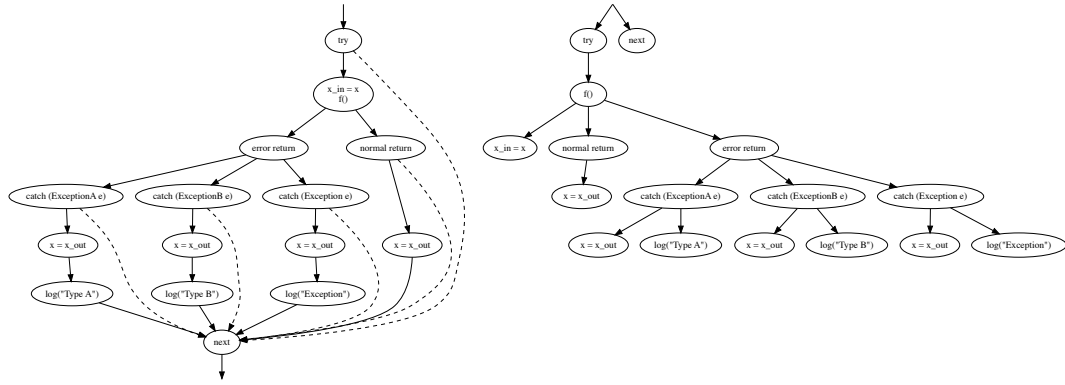 try
x_in = x
f()
error return
normal return
catch (ExceptionA e)
catch (ExceptionB e)
catch (Exception e)
x = x_out
x = x_out
x = x_out
x = x_out
log("Type A")
log("Type B")
log("Exception")
next
try
next
f()
x_in = x
normal return
error return
x = x_out
catch (ExceptionA e)
catch (ExceptionB e)
catch (Exception e)
x = x_out
log("Type A")
x = x_out
log("Type B")
x = x_out
log("Exception")